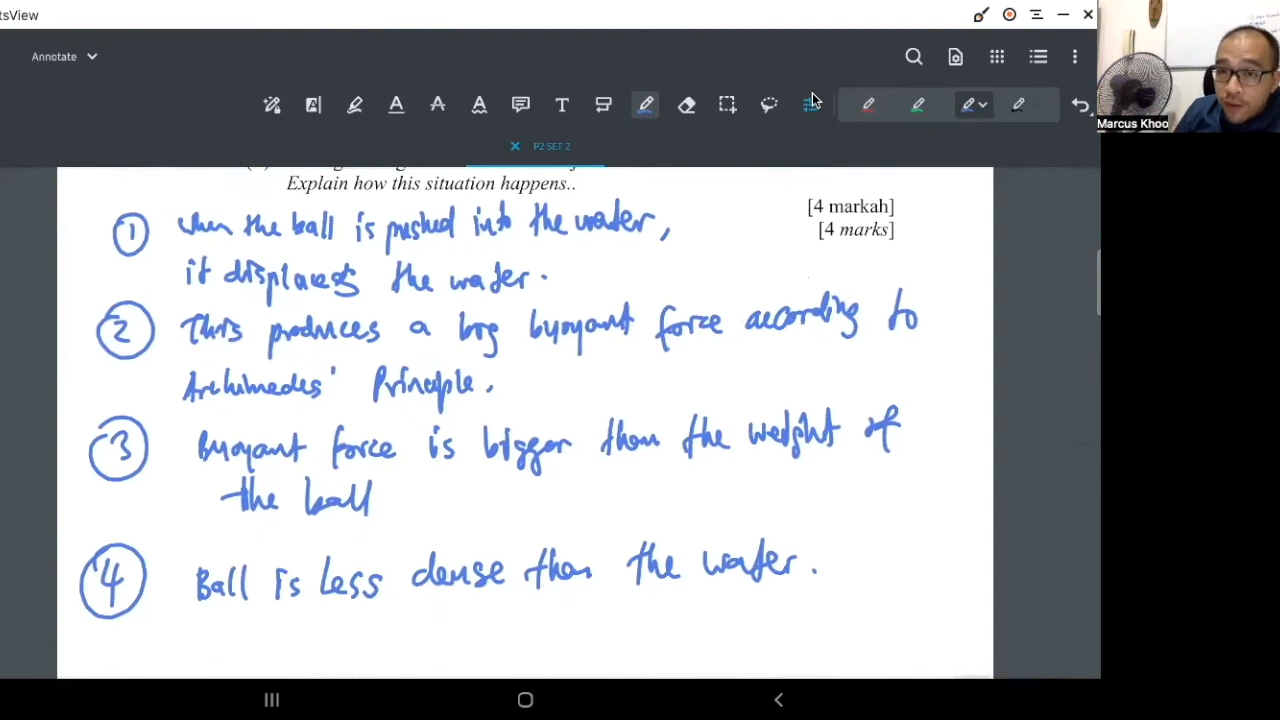 tsView
Annotate
Marcus Khoo
P2 SET 2
Explain how this situation happens..
[4 markah]
[4 marks]
① when the ball is pushed into the water,
it displaces the water.
② This produces a big buoyant force according to
Archimedes' Principle.
③ Buoyant force is bigger than the weight of
the ball
④ Ball is less dense than the water.